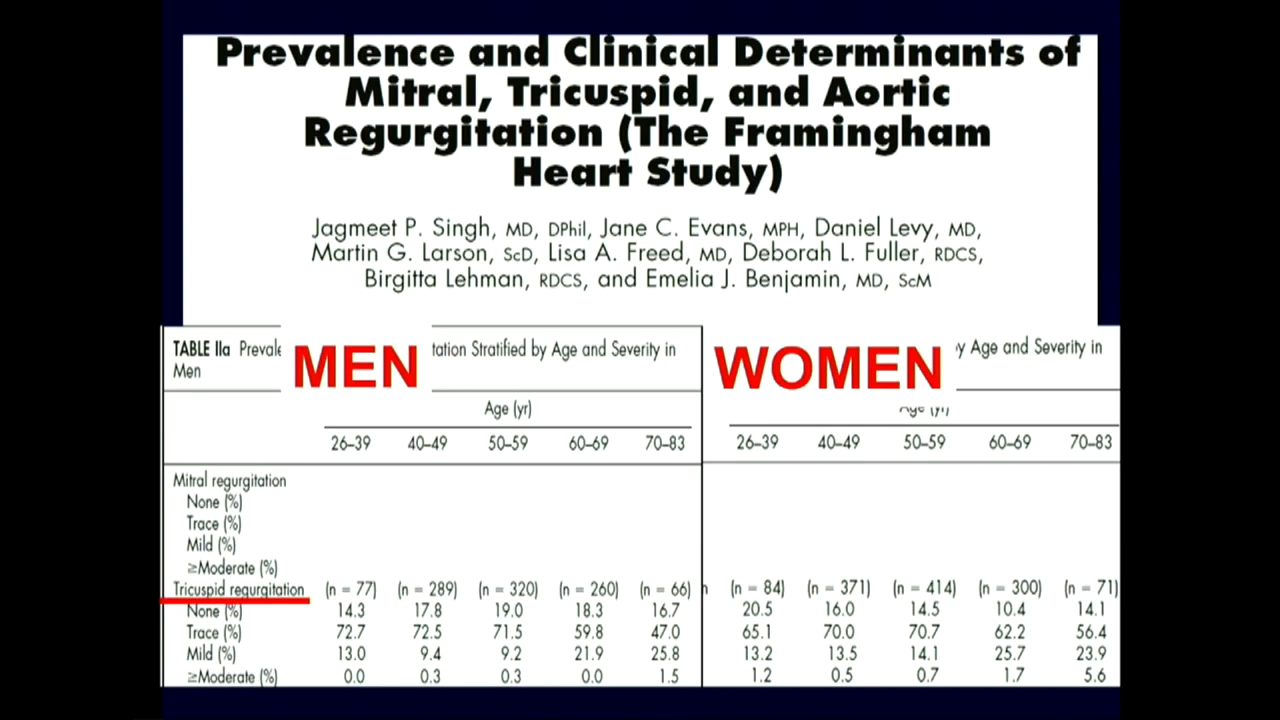 Prevalence and Clinical Determinants of
Mitral, Tricuspid, and Aortic
Regurgitation (The Framingham
Heart Study)
Jagmeet P. Singh, MD, DPhil, Jane C. Evans, MPH, Daniel Levy, MD,
Martin G. Larson, ScD, Lisa A. Freed, MD, Deborah L. Fuller, RDCS,
Birgitta Lehman, RDCS, and Emelia J. Benjamin, MD, ScM
TABLE IIa Prevale MEN tation Stratified by Age and Severity in
Men
WOMEN y Age and Severity in
Age (yr)
Age (yr)
26–39 40–49 50–59 60–69 70–83 26–39 40–49 50–59 60–69 70–83
Mitral regurgitation
None (%)
Trace (%)
Mild (%)
≥Moderate (%)
Tricuspid regurgitation (n = 77) (n = 289) (n = 320) (n = 260) (n = 66) n (n = 84) (n = 371) (n = 414) (n = 300) (n = 71)
None (%) 14.3 17.8 19.0 18.3 16.7 20.5 16.0 14.5 10.4 14.1
Trace (%) 72.7 72.5 71.5 59.8 47.0 65.1 70.0 70.7 62.2 56.4
Mild (%) 13.0 9.4 9.2 21.9 25.8 13.2 13.5 14.1 25.7 23.9
≥Moderate (%) 0.0 0.3 0.3 0.0 1.5 1.2 0.5 0.7 1.7 5.6